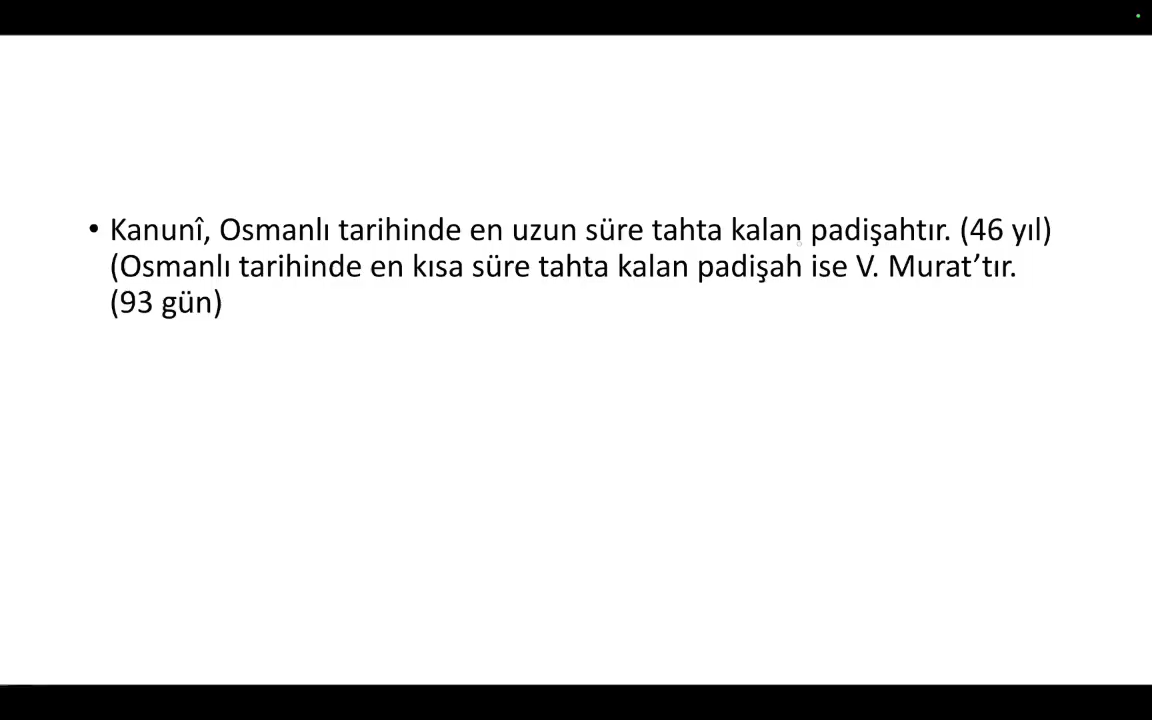 • Kanunî, Osmanlı tarihinde en uzun süre tahta kalan padişahtır. (46 yıl)
(Osmanlı tarihinde en kısa süre tahta kalan padişah ise V. Murat’tır.
(93 gün)